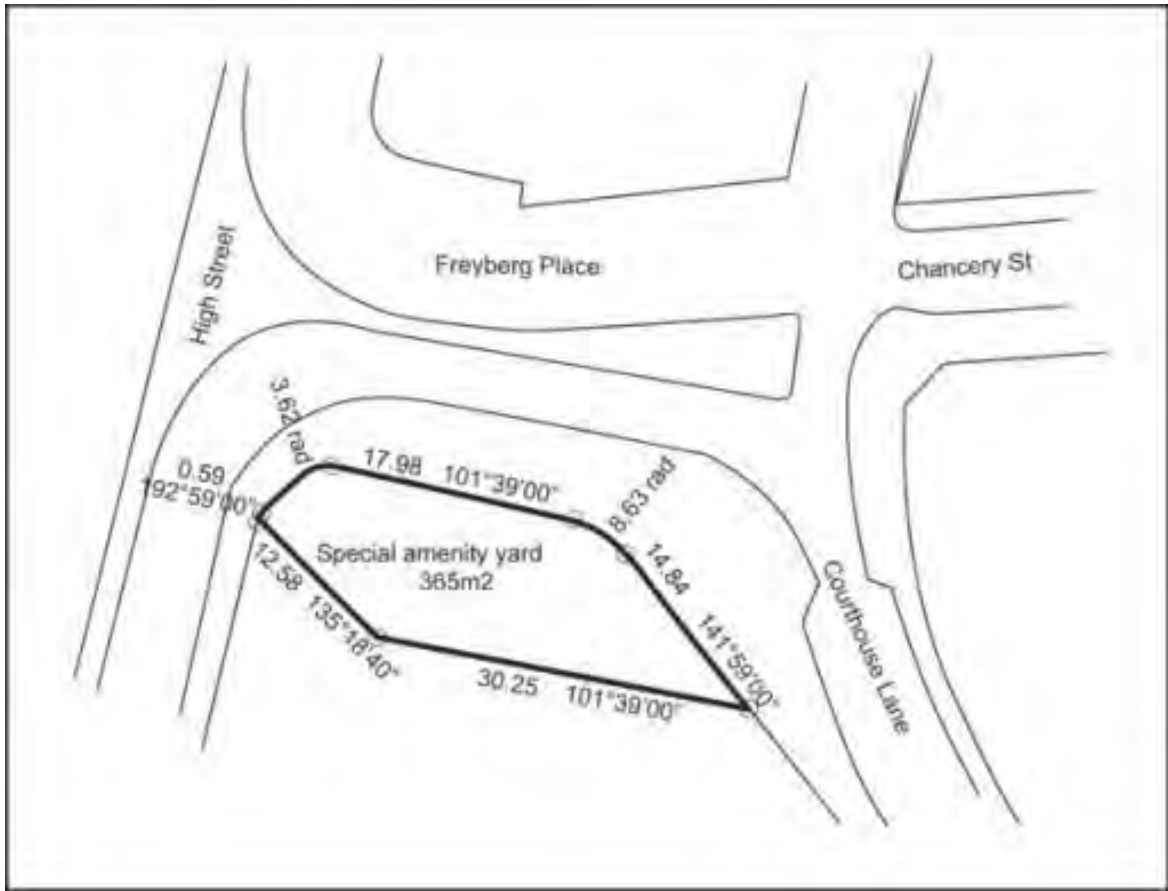 High Street
Freyberg Place
Chancery St
3.62 rad
0.59
192°59'00"
17.98 101°39'00"
8.63 rad
Special amenity yard
365m2
14.84 141°59'00"
Courthouse Lane
12.58 135°18'40"
30.25 101°39'00"